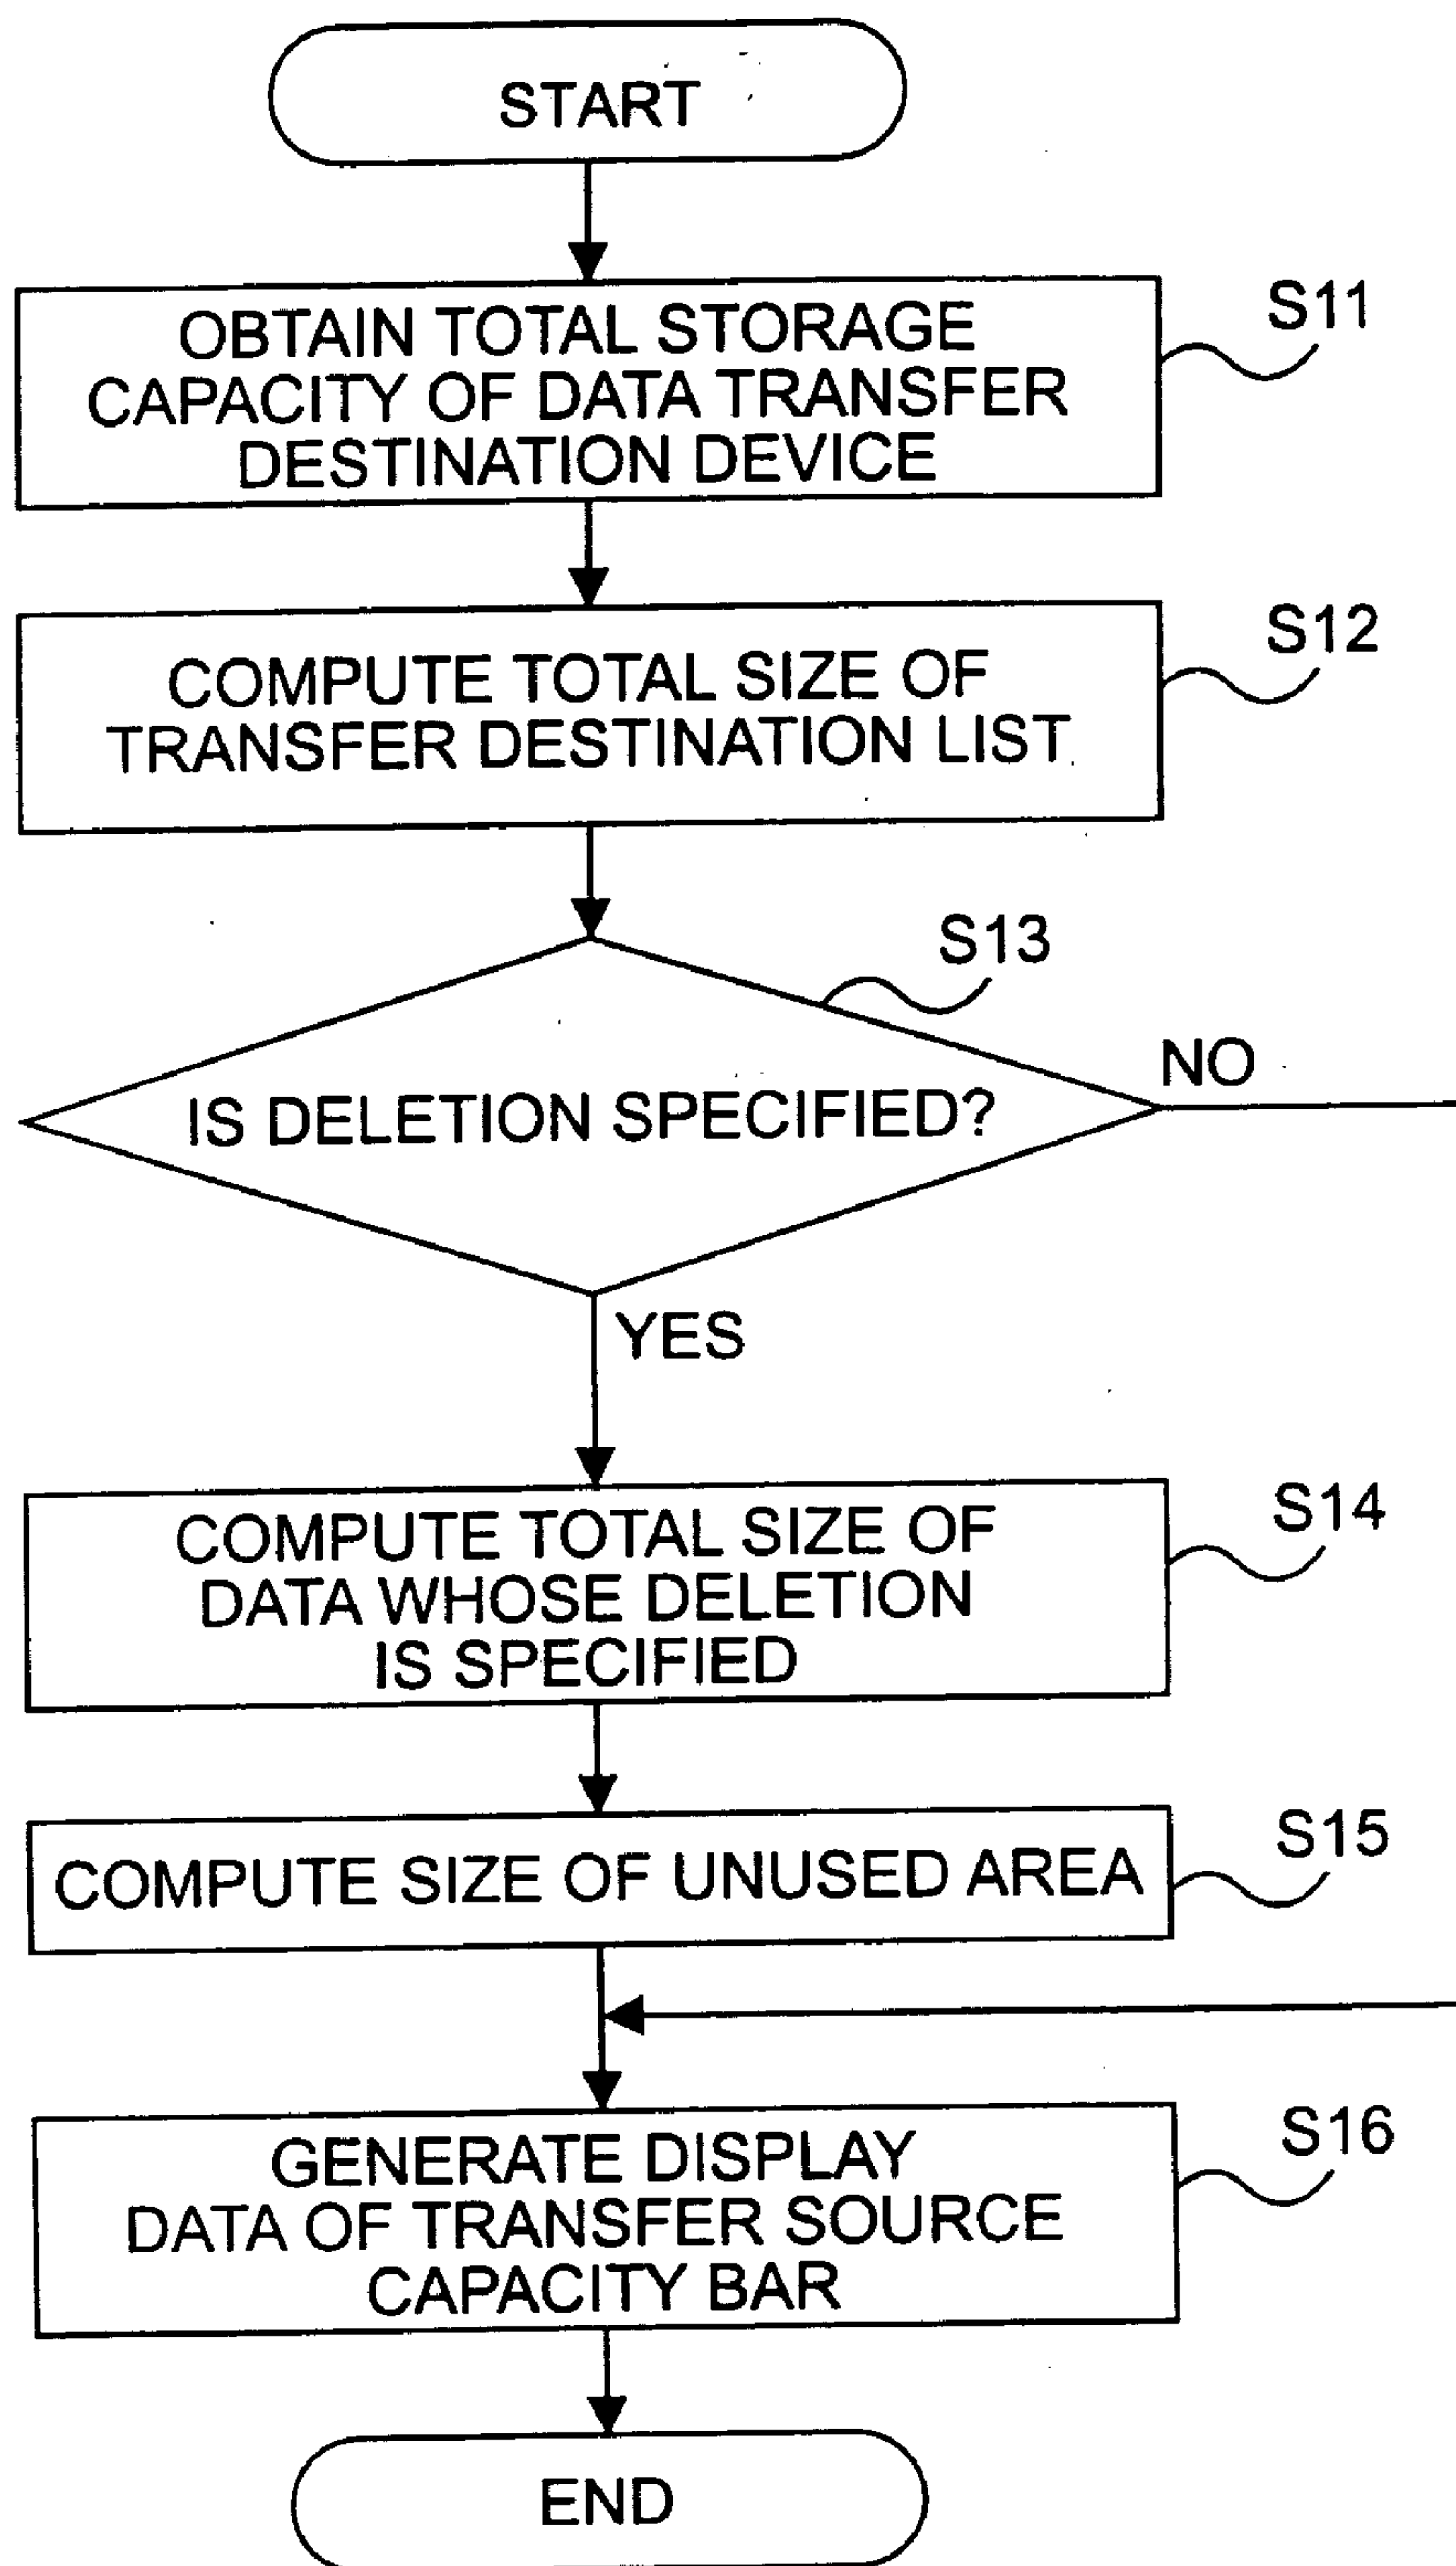 START
OBTAIN TOTAL STORAGE
CAPACITY OF DATA TRANSFER
DESTINATION DEVICE
S11
COMPUTE TOTAL SIZE OF
TRANSFER DESTINATION LIST
S12
S13
IS DELETION SPECIFIED?
NO
YES
COMPUTE TOTAL SIZE OF
DATA WHOSE DELETION
IS SPECIFIED
S14
COMPUTE SIZE OF UNUSED AREA
S15
GENERATE DISPLAY
DATA OF TRANSFER SOURCE
CAPACITY BAR
S16
END